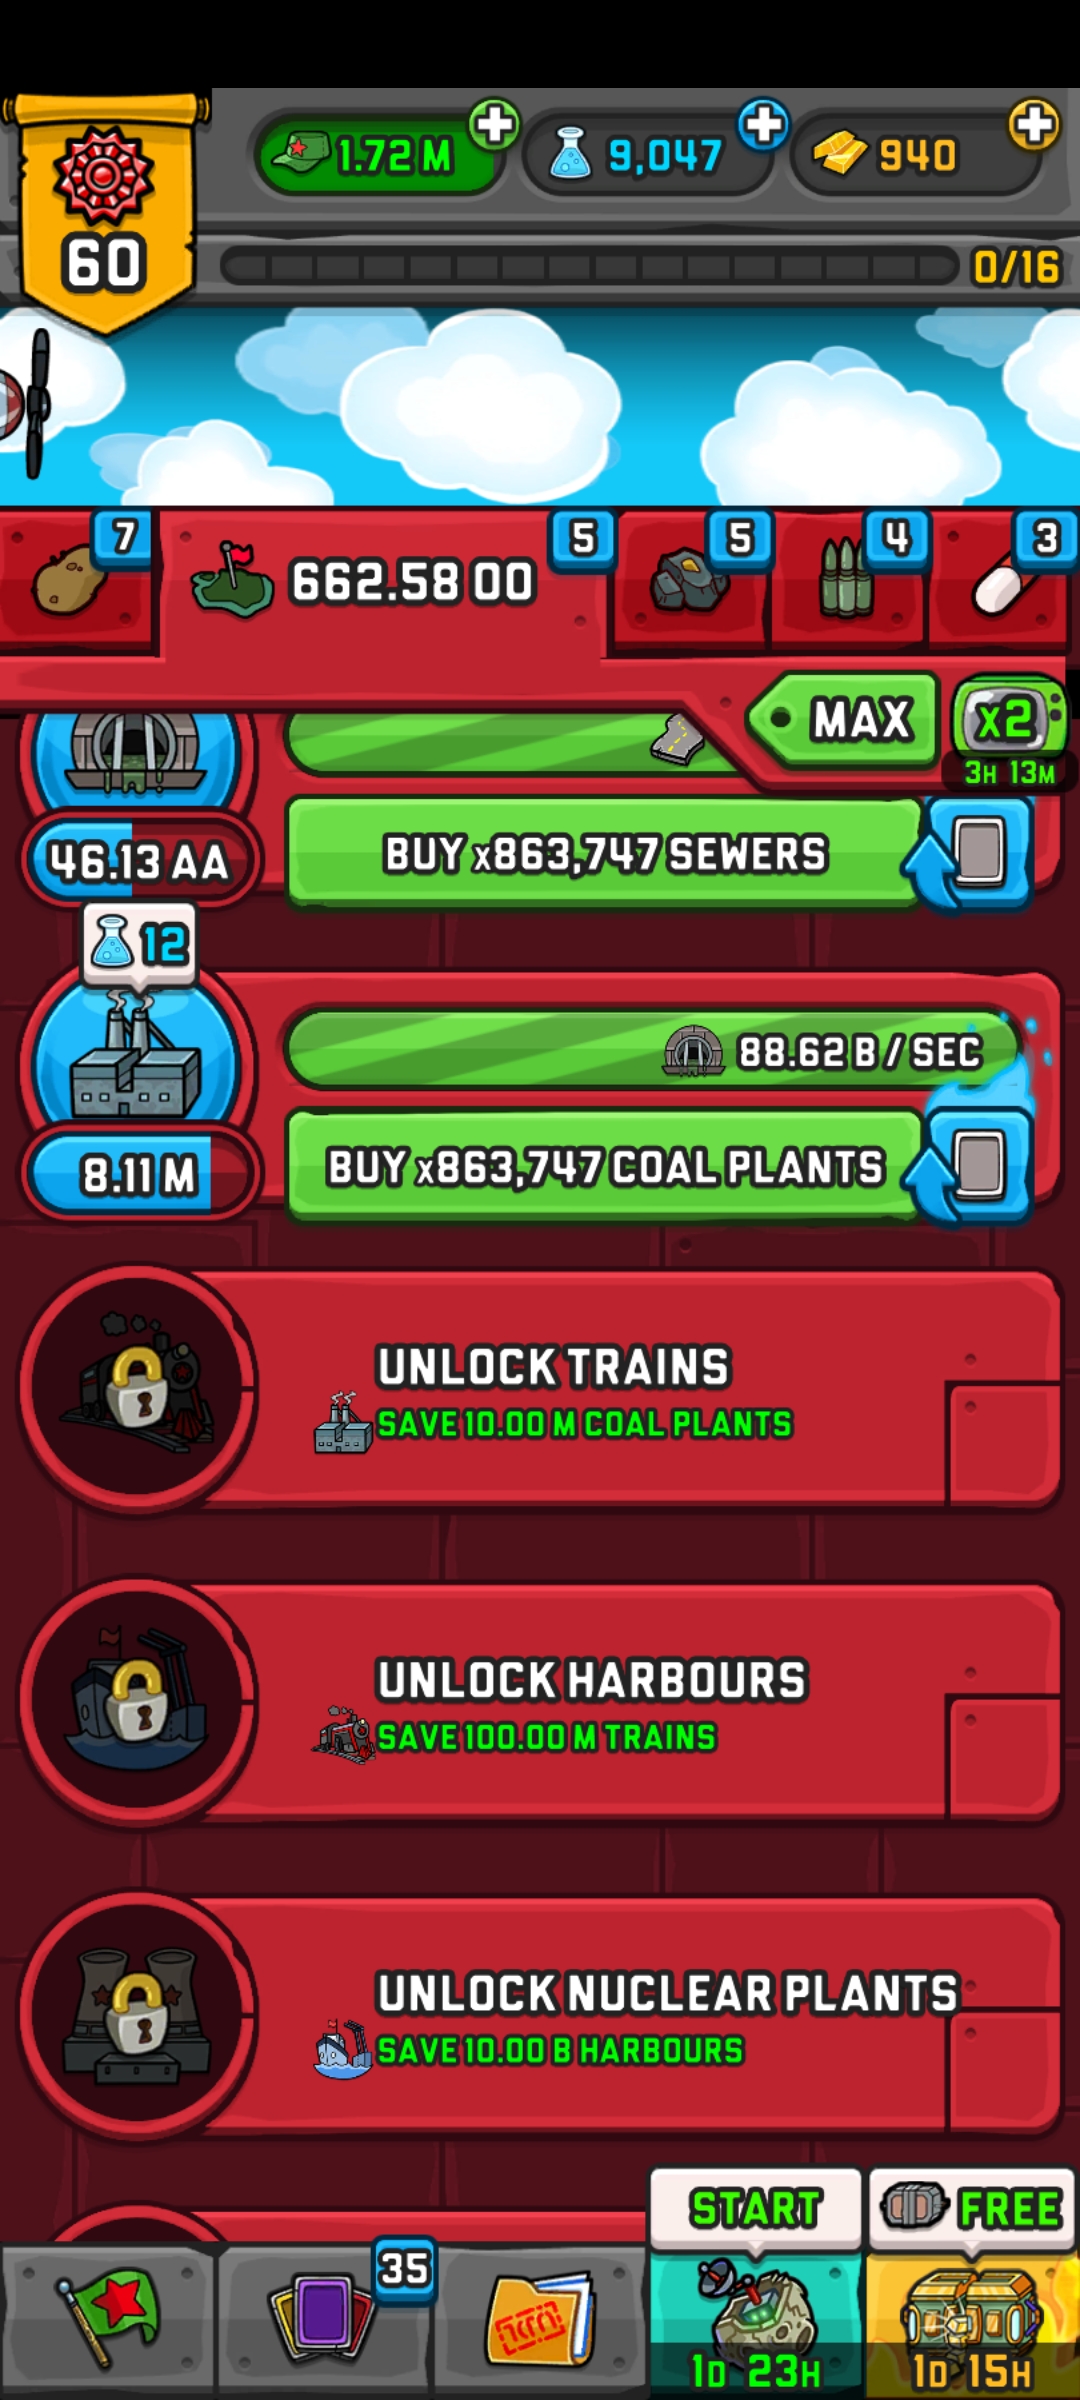 1.72 M
9,047
940
60
0/16
7
5
5
4
3
662.58 OO
MAX
x2
3H 13M
46.13 AA
BUY x863,747 SEWERS
12
88.62 B / SEC
8.11 M
BUY x863,747 COAL PLANTS
UNLOCK TRAINS
SAVE 10.00 M COAL PLANTS
UNLOCK HARBOURS
SAVE 100.00 M TRAINS
UNLOCK NUCLEAR PLANTS
SAVE 10.00 B HARBOURS
START
FREE
35
1D 23H
1D 15H